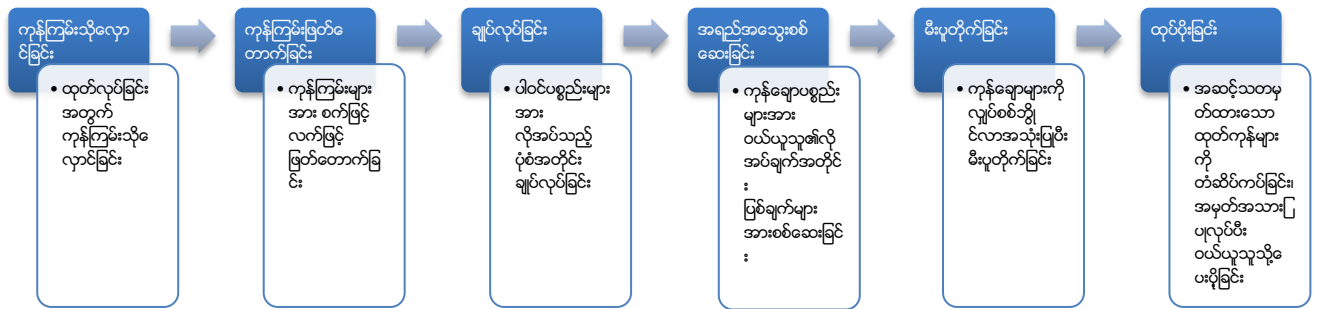 ကုန်ကြမ်းသိုလှော
င်ခြင်း
• ထုတ်လုပ်ခြင်း
အတွက်
ကုန်ကြမ်းသို
လှောင်ခြင်း
ကုန်ကြမ်းဖြတ်
တောက်ခြင်း
• ကုန်ကြမ်းများ
အား စက်ဖြင့်
လက်ဖြင့်
ဖြတ်တောက်ခြ
င်း
ချုပ်လုပ်ခြင်း
• ပါဝင်ပစ္စည်းများ
အား
လိုအပ်သည့်
ပုံစံအတိုင်း
ချုပ်လုပ်ခြင်း
အရည်အသွေးစစ်
ဆေးခြင်း
• ကုန်ချောပစ္စည်း
များအား
ဝယ်ယူသူ၏လို
အပ်ချက်အတိုင်
း
ပြစ်ချက်များ
အားစစ်ဆေးခြင်
း
မီးပူတိုက်ခြင်း
• ကုန်ချောများကို
လျှပ်စစ်ဘွို
င်လာအသုံးပြုပြီး
မီးပူတိုက်ခြင်း
ထုပ်ပိုးခြင်း
• အဆင့်သတမှ
တ်ထားသော
ထုတ်ကုန်များ
ကို
တံဆိပ်ကပ်ခြင်း၊
အမှတ်အသားပြ
ုလုပ်ပြီး
ဝယ်ယူသူသို့
ပေးပို့ခြင်း